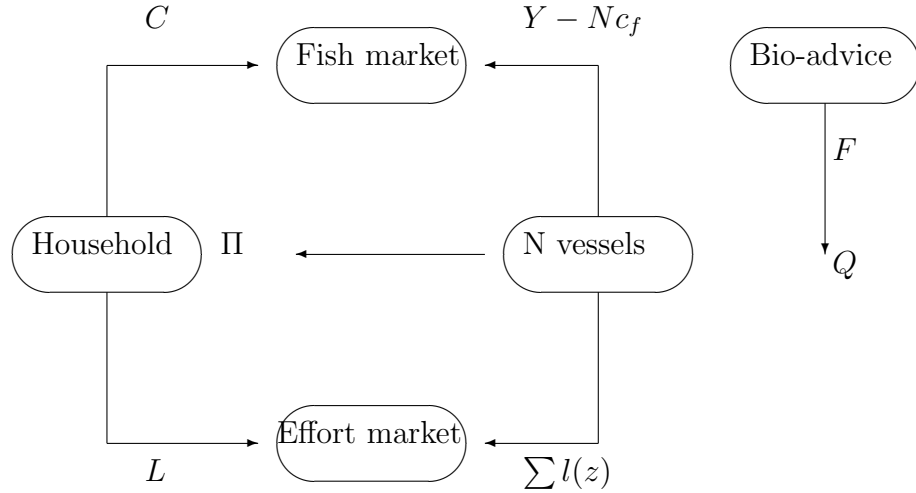 C
Y − Nc_f
Fish market
Bio-advice
F
Household
Π
N vessels
Q
Effort market
L
∑ l(z)